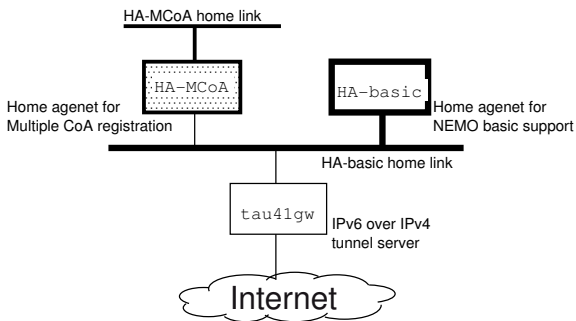 HA-MCoA home link
HA-MCoA
HA-basic
Home agenet for
Multiple CoA registration
Home agenet for
NEMO basic support
HA-basic home link
tau41gw
IPv6 over IPv4
tunnel server
Internet